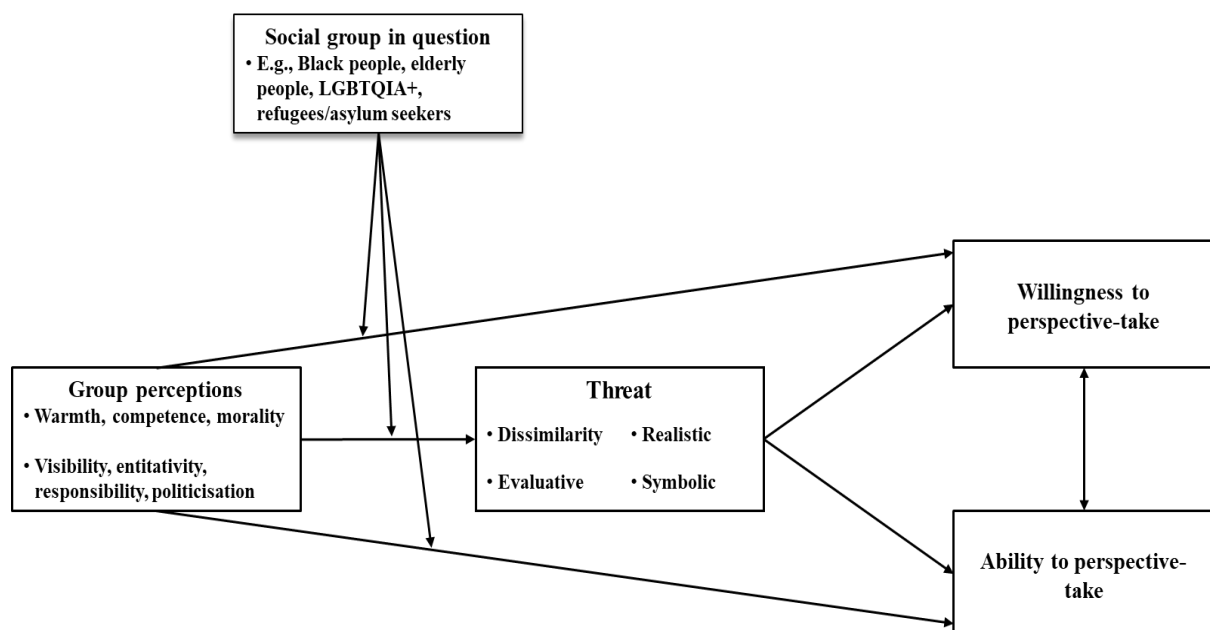 Social group in question
• E.g., Black people, elderly
people, LGBTQIA+,
refugees/asylum seekers
Willingness to
perspective-take
Group perceptions
• Warmth, competence, morality
• Visibility, entitativity,
responsibility, politicisation
Threat
• Dissimilarity • Realistic
• Evaluative • Symbolic
Ability to perspective-
take